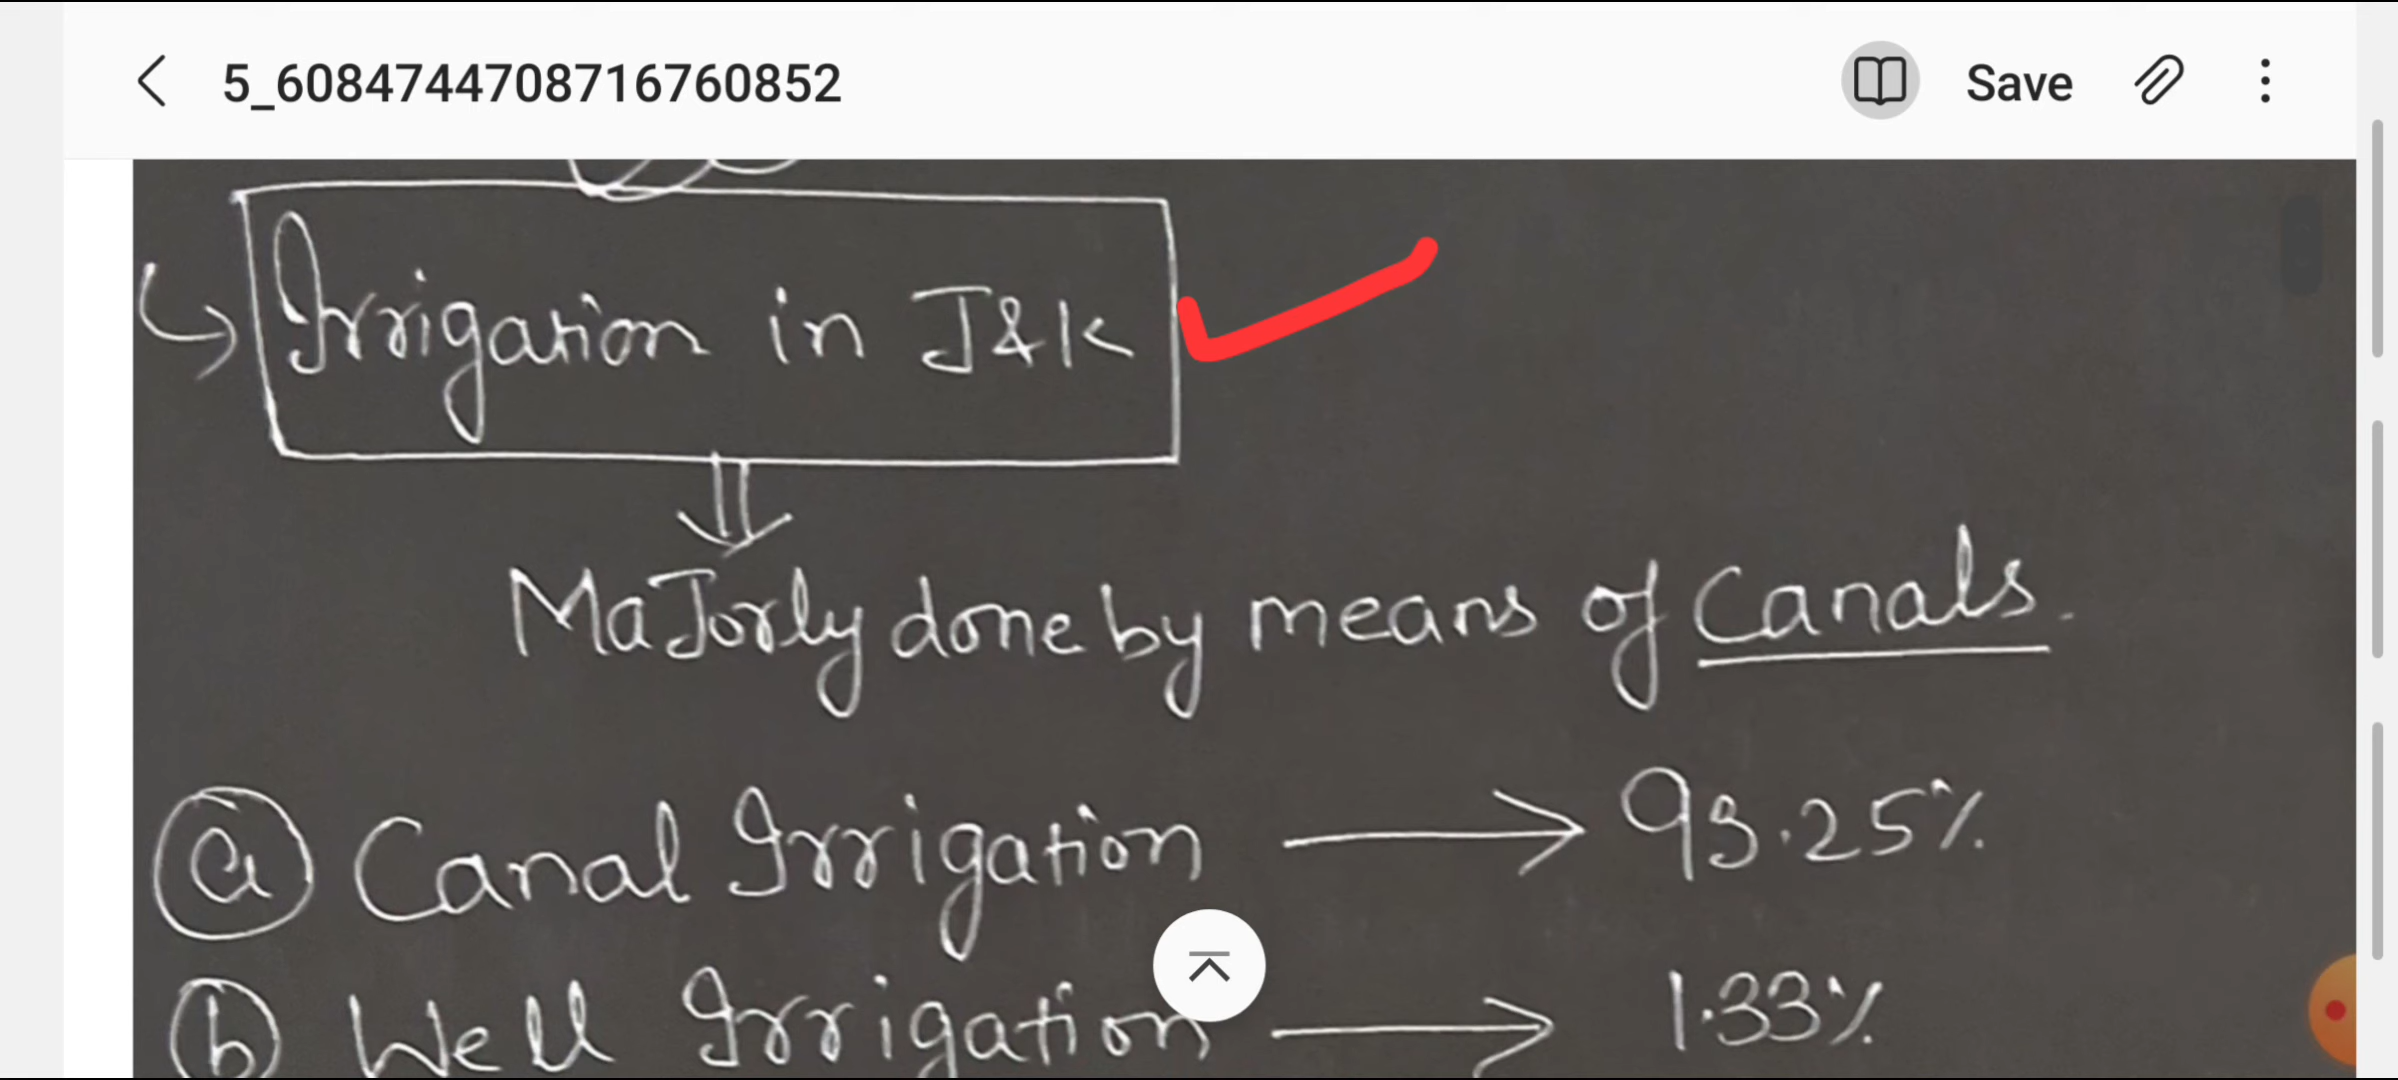 5_6084744708716760852 Save
Irrigation in J&K
MaJorly done by means of Canals.
a Canal Irrigation → 93.25%
b Well Irrigation → 1.33%